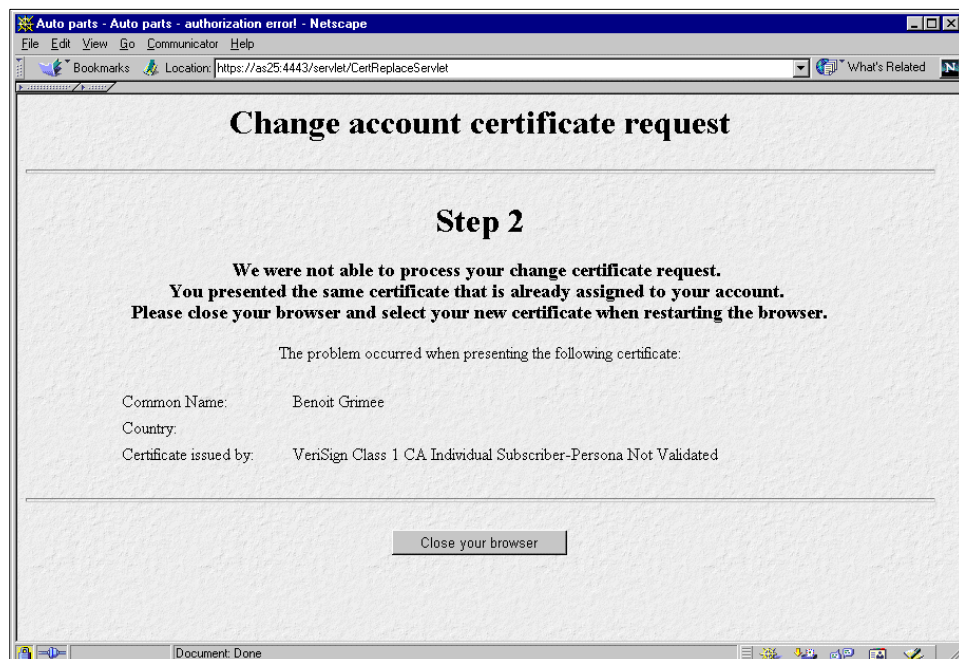 Auto parts - Auto parts - authorization error! - Netscape
File Edit View Go Communicator Help
Bookmarks Location: https://as25:4443/servlet/CertReplaceServlet What's Related N
Change account certificate request
Step 2
We were not able to process your change certificate request.
You presented the same certificate that is already assigned to your account.
Please close your browser and select your new certificate when restarting the browser.
The problem occurred when presenting the following certificate:
Common Name: Benoit Grimee
Country:
Certificate issued by: VeriSign Class 1 CA Individual Subscriber-Persona Not Validated
Close your browser
Document: Done